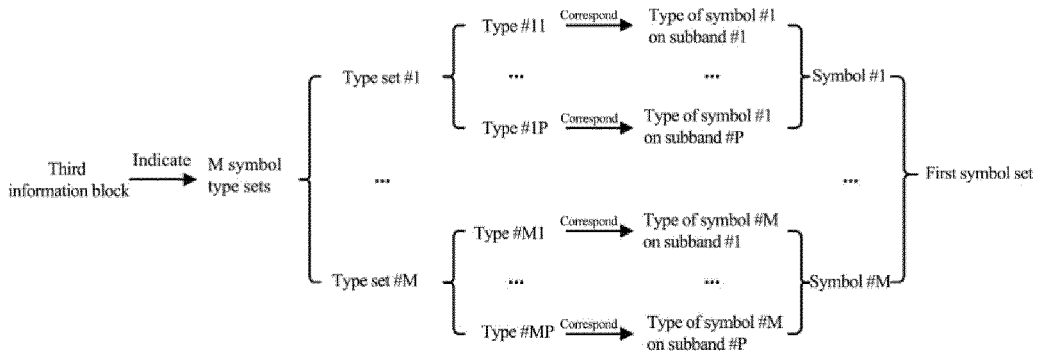 Type #11
Correspond
Type of symbol #1
on subband #1
Type set #1
...
...
Symbol #1
Type #1P
Correspond
Type of symbol #1
on subband #P
Third
information block
Indicate
M symbol
type sets
...
...
First symbol set
Type #M1
Correspond
Type of symbol #M
on subband #1
Type set #M
...
...
Symbol #M
Type #MP
Correspond
Type of symbol #M
on subband #P